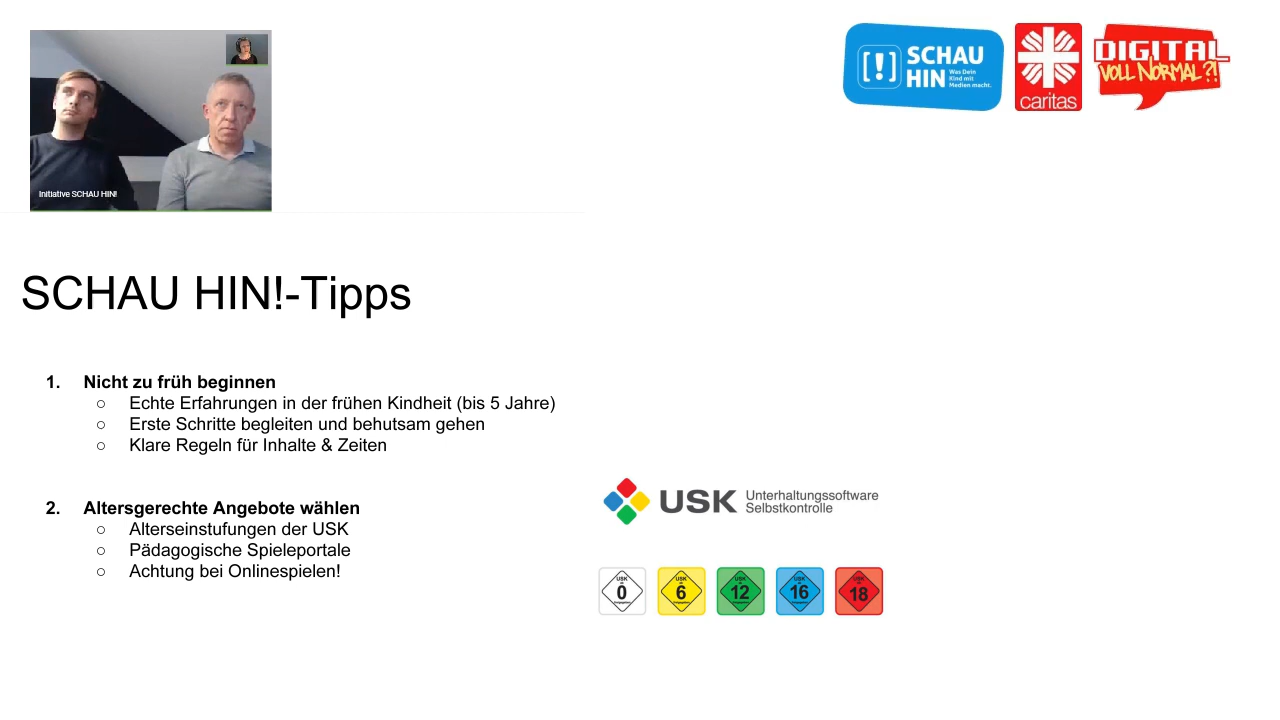 Initiative SCHAU HIN!
[!] SCHAU HIN
Was Dein
Kind mit
Medien macht.
caritas
DIGITAL
VOLL NORMAL?!
SCHAU HIN!-Tipps
1. Nicht zu früh beginnen
○ Echte Erfahrungen in der frühen Kindheit (bis 5 Jahre)
○ Erste Schritte begleiten und behutsam gehen
○ Klare Regeln für Inhalte & Zeiten
2. Altersgerechte Angebote wählen
○ Alterseinstufungen der USK
○ Pädagogische Spieleportale
○ Achtung bei Onlinespielen!
USK Unterhaltungssoftware
Selbstkontrolle
USK 0
USK 6
USK 12
USK 16
USK 18